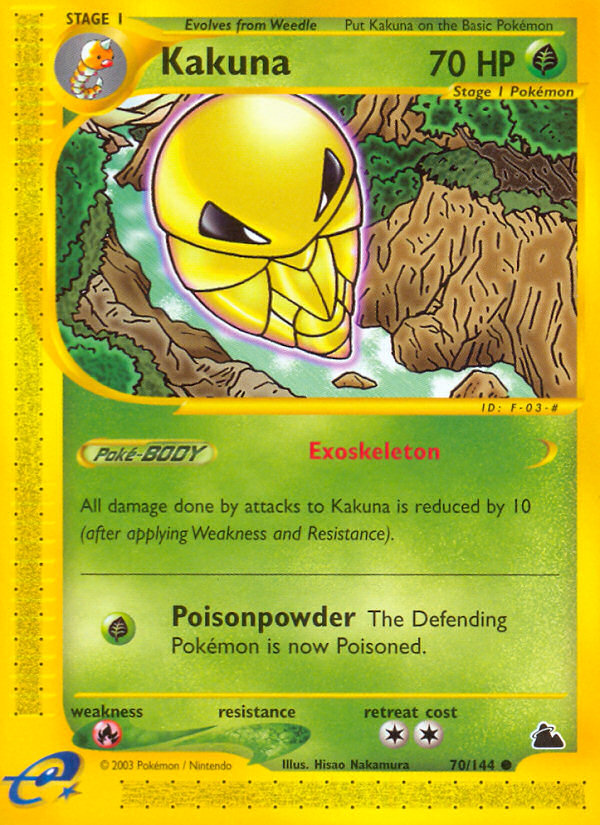 STAGE 1
Evolves from Weedle
Put Kakuna on the Basic Pokémon
Kakuna
70 HP
Stage 1 Pokémon
ID: F-03-#
Poké-BODY
Exoskeleton
All damage done by attacks to Kakuna is reduced by 10
(after applying Weakness and Resistance).
Poisonpowder The Defending
Pokémon is now Poisoned.
weakness
resistance
retreat cost
© 2003 Pokémon / Nintendo
Illus. Hisao Nakamura
70/144
e